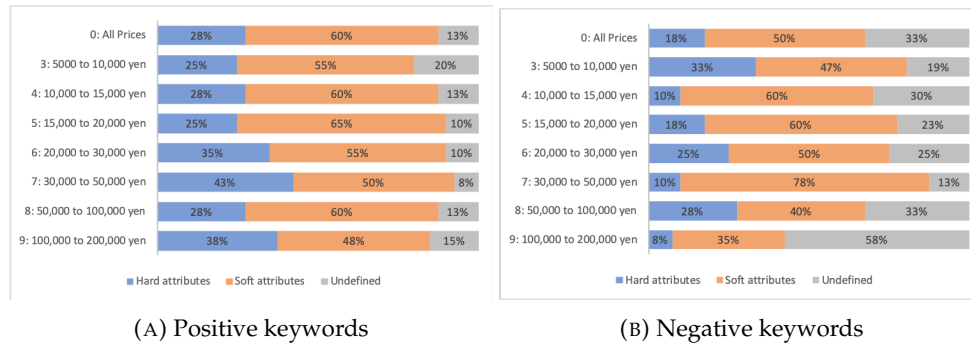 0: All Prices 28% 60% 13%
3: 5000 to 10,000 yen 25% 55% 20%
4: 10,000 to 15,000 yen 28% 60% 13%
5: 15,000 to 20,000 yen 25% 65% 10%
6: 20,000 to 30,000 yen 35% 55% 10%
7: 30,000 to 50,000 yen 43% 50% 8%
8: 50,000 to 100,000 yen 28% 60% 13%
9: 100,000 to 200,000 yen 38% 48% 15%
Hard attributes Soft attributes Undefined
(A) Positive keywords
0: All Prices 18% 50% 33%
3: 5000 to 10,000 yen 33% 47% 19%
4: 10,000 to 15,000 yen 10% 60% 30%
5: 15,000 to 20,000 yen 18% 60% 23%
6: 20,000 to 30,000 yen 25% 50% 25%
7: 30,000 to 50,000 yen 10% 78% 13%
8: 50,000 to 100,000 yen 28% 40% 33%
9: 100,000 to 200,000 yen 8% 35% 58%
Hard attributes Soft attributes Undefined
(B) Negative keywords